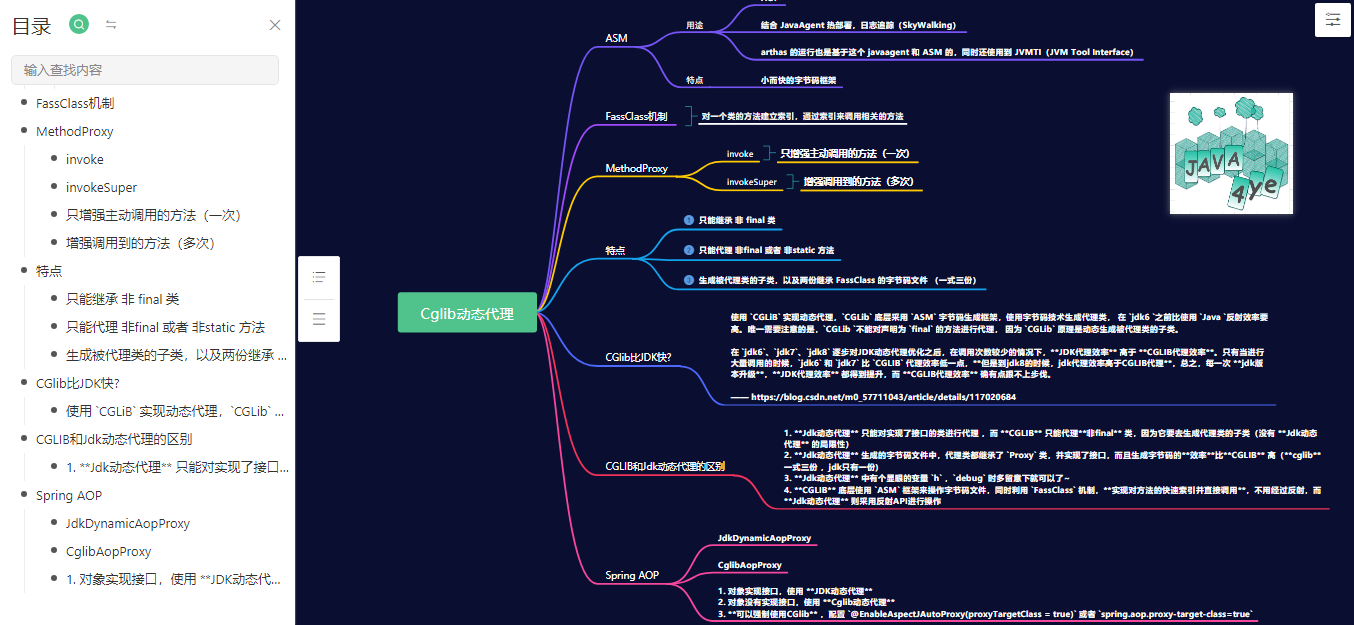 目录
输入查找内容
FassClass机制
MethodProxy
invoke
invokeSuper
只增强主动调用的方法（一次）
增强调用到的方法（多次）
特点
只能继承 非 final 类
只能代理 非final 或者 非static 方法
生成被代理类的子类，以及两份继承 ...
CGlib比JDK快?
使用 `CGLiB` 实现动态代理，`CGLib` ...
CGLIB和Jdk动态代理的区别
1. **Jdk动态代理** 只能对实现了接口...
Spring AOP
JdkDynamicAopProxy
CglibAopProxy
1. 对象实现接口，使用 **JDK动态代...
Cglib动态代理
ASM
用途
结合 JavaAgent 热部署，日志追踪（SkyWalking）
arthas 的运行也是基于这个 javaagent 和 ASM 的，同时还使用到 JVMTI（JVM Tool Interface）
特点
小而快的字节码框架
FassClass机制
对一个类的方法建立索引，通过索引来调用相关的方法
MethodProxy
invoke
只增强主动调用的方法（一次）
invokeSuper
增强调用到的方法（多次）
特点
1 只能继承 非 final 类
2 只能代理 非final 或者 非static 方法
3 生成被代理类的子类，以及两份继承 FassClass 的字节码文件 （一式三份）
CGlib比JDK快?
使用 `CGLiB` 实现动态代理，`CGLib` 底层采用 `ASM` 字节码生成框架，使用字节码技术生成代理类， 在 `jdk6 `之前比使用 `Java `反射效率要
高。唯一需要注意的是，`CGLib `不能对声明为 `final` 的方法进行代理， 因为 `CGLib` 原理是动态生成被代理类的子类。
在 `jdk6`、`jdk7`、`jdk8` 逐步对JDK动态代理优化之后，在调用次数较少的情况下，**JDK代理效率** 高于 **CGLIB代理效率**。只有当进行
大量调用的时候，`jdk6` 和 `jdk7` 比 `CGLIB` 代理效率低一点，**但是到jdk8的时候，jdk代理效率高于CGLIB代理**，总之，每一次 **jdk版
本升级**，**JDK代理效率** 都得到提升，而 **CGLIB代理效率** 确有点跟不上步伐。
—— https://blog.csdn.net/m0_57711043/article/details/117020684
CGLIB和Jdk动态代理的区别
1. **Jdk动态代理** 只能对实现了接口的类进行代理 ，而 **CGLIB** 只能代理**非final** 类，因为它要去生成代理类的子类（没有 **Jdk动态
代理** 的局限性）
2. **Jdk动态代理** 生成的字节码文件中，代理类都继承了 `Proxy` 类，并实现了接口，而且生成字节码的**效率**比**CGLIB** 高（**cglib**
一式三份 ，jdk只有一份）
3. **Jdk动态代理** 中有个显眼的变量 `h` ，`debug` 时多留意下就可以了~
4. **CGLIB** 底层使用 `ASM` 框架来操作字节码文件，同时利用 `FassClass` 机制，**实现对方法的快速索引并直接调用**，不用经过反射，而
**Jdk动态代理** 则采用反射API进行操作
Spring AOP
JdkDynamicAopProxy
CglibAopProxy
1. 对象实现接口，使用 **JDK动态代理**
2. 对象没有实现接口，使用 **Cglib动态代理**
3. **可以强制使用CGlib** ，配置 `@EnableAspectJAutoProxy(proxyTargetClass = true)` 或者 `spring.aop.proxy-target-class=true`
JAVA
4ye